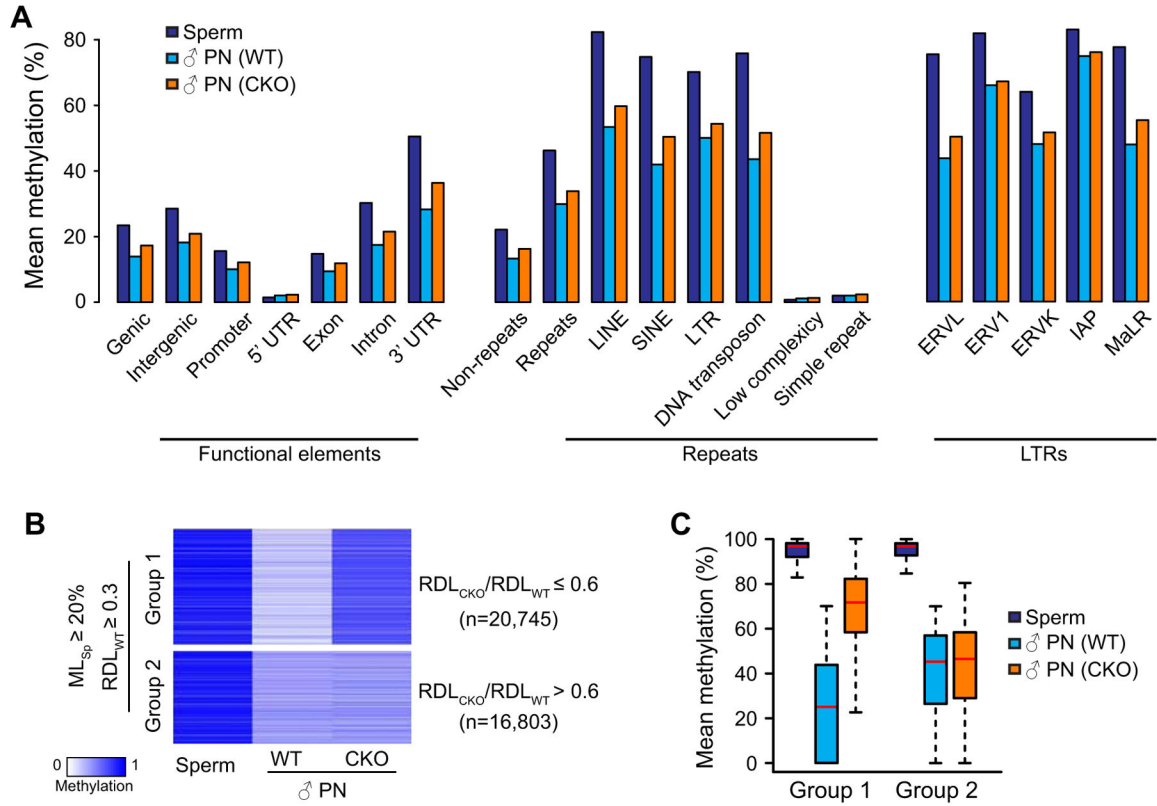 A
Sperm
♂ PN (WT)
♂ PN (CKO)
Mean methylation (%)
80
60
40
20
0
Genic
Intergenic
Promoter
5' UTR
Exon
Intron
3' UTR
Non-repeats
Repeats
LINE
SINE
LTR
DNA transposon
Low complexicy
Simple repeat
ERVL
ERV1
ERVK
IAP
MaLR
Functional elements
Repeats
LTRs
B
ML_Sp ≥ 20%
RDL_WT ≥ 0.3
Group 1
Group 2
RDL_CKO/RDL_WT ≤ 0.6
(n=20,745)
RDL_CKO/RDL_WT > 0.6
(n=16,803)
0 1
Methylation
Sperm
WT
CKO
♂ PN
C
Mean methylation (%)
100
80
60
40
20
0
Group 1
Group 2
Sperm
♂ PN (WT)
♂ PN (CKO)